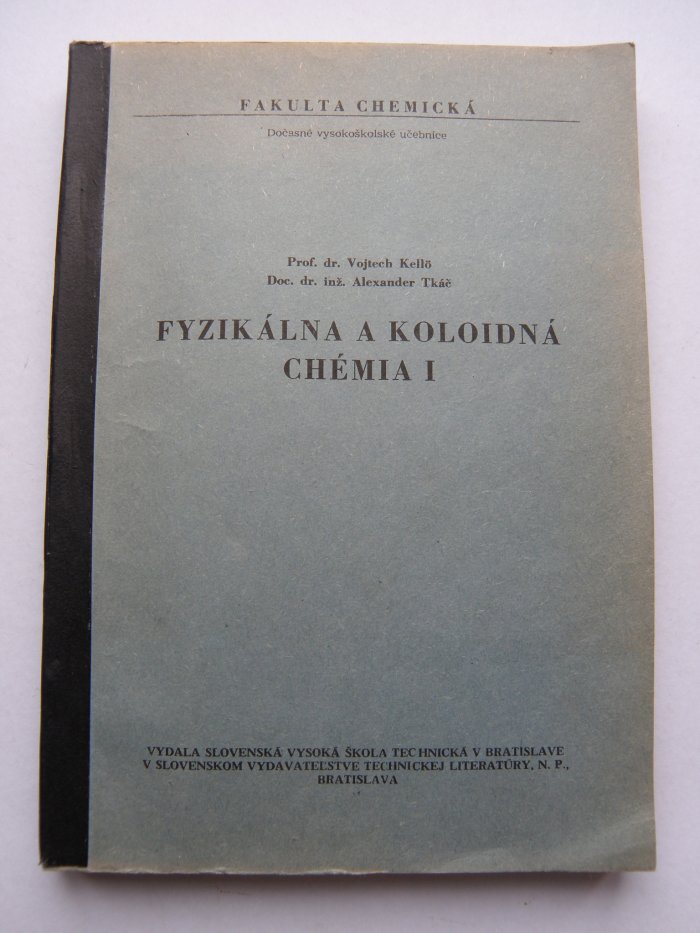 FAKULTA CHEMICKÁ
Dočasné vysokoškolské učebnice
Prof. dr. Vojtech Kellö
Doc. dr. inž. Alexander Tkáč
FYZIKÁLNA A KOLOIDNÁ
CHÉMIA I
VYDALA SLOVENSKÁ VYSOKÁ ŠKOLA TECHNICKÁ V BRATISLAVE
V SLOVENSKOM VYDAVATEĽSTVE TECHNICKEJ LITERATÚRY, N. P.,
BRATISLAVA